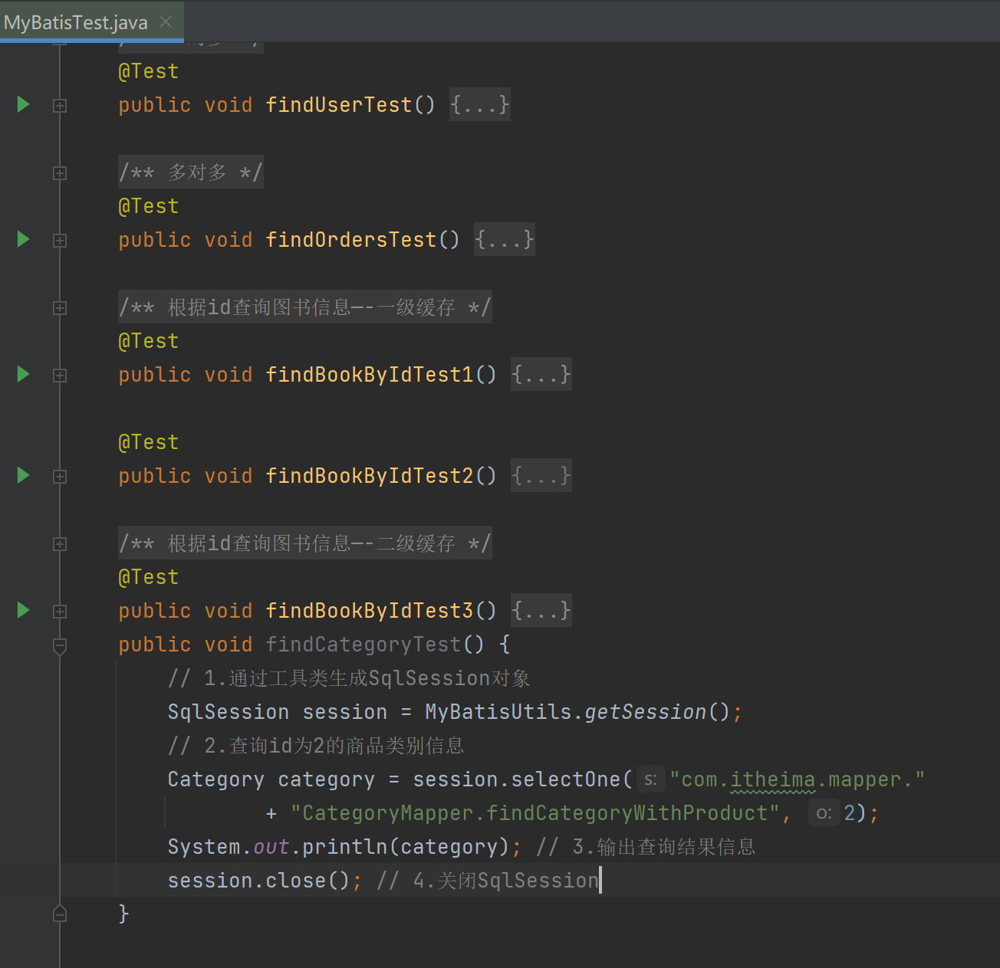 MyBatisTest.java
@Test
public void findUserTest() {...}
/** 多对多 */
@Test
public void findOrdersTest() {...}
/** 根据id查询图书信息—-一级缓存 */
@Test
public void findBookByIdTest1() {...}
@Test
public void findBookByIdTest2() {...}
/** 根据id查询图书信息—-二级缓存 */
@Test
public void findBookByIdTest3() {...}
public void findCategoryTest() {
// 1.通过工具类生成SqlSession对象
SqlSession session = MyBatisUtils.getSession();
// 2.查询id为2的商品类别信息
Category category = session.selectOne( s: "com.itheima.mapper."
+ "CategoryMapper.findCategoryWithProduct", o: 2);
System.out.println(category); // 3.输出查询结果信息
session.close(); // 4.关闭SqlSession
}